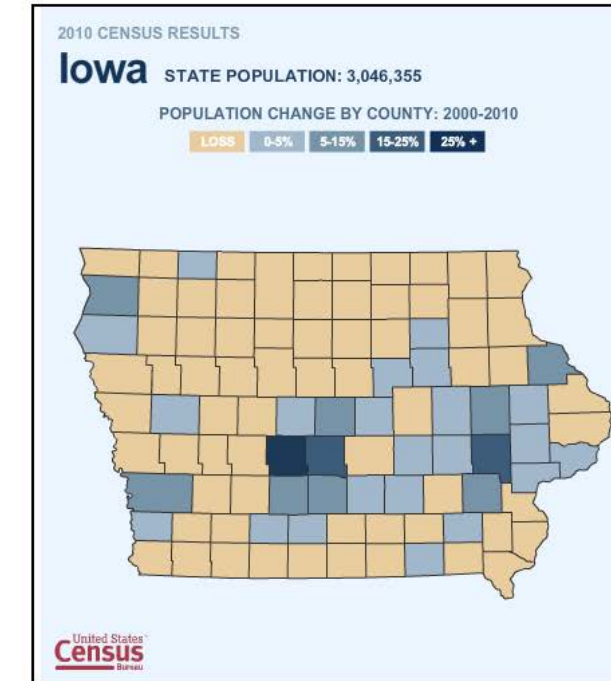 2010 CENSUS RESULTS
Iowa STATE POPULATION: 3,046,355
POPULATION CHANGE BY COUNTY: 2000-2010
LOSS 0-5% 5-15% 15-25% 25% +
United States
Census
Bureau